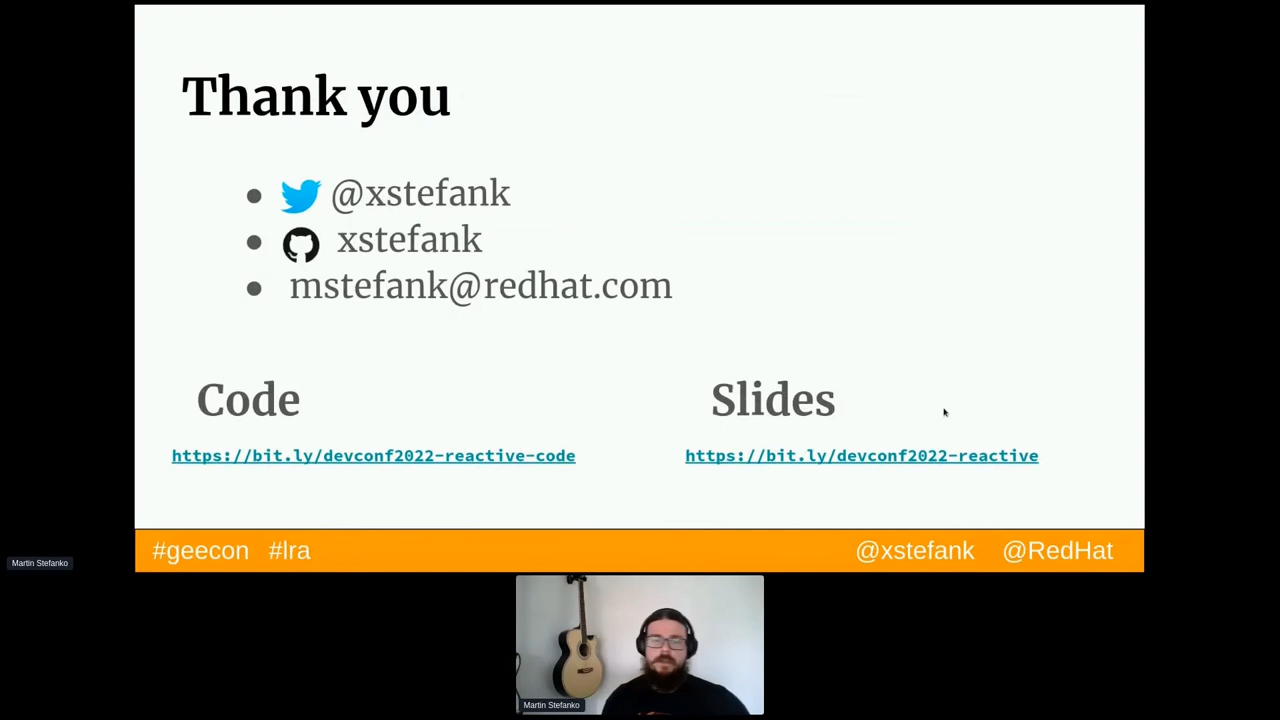 Thank you
@xstefank
xstefank
mstefank@redhat.com
Code
Slides
https://bit.ly/devconf2022-reactive-code
https://bit.ly/devconf2022-reactive
#geecon #lra
@xstefank @RedHat
Martin Stefanko
Martin Stefanko